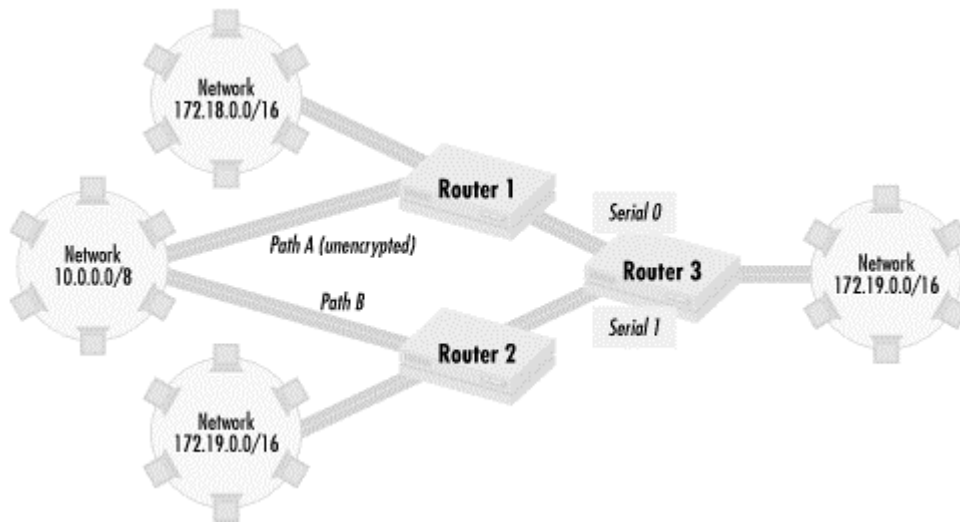 Network
172.18.0.0/16
Router 1
Serial 0
Path A (unencrypted)
Network
10.0.0.0/8
Router 3
Network
172.19.0.0/16
Path B
Serial 1
Router 2
Network
172.19.0.0/16